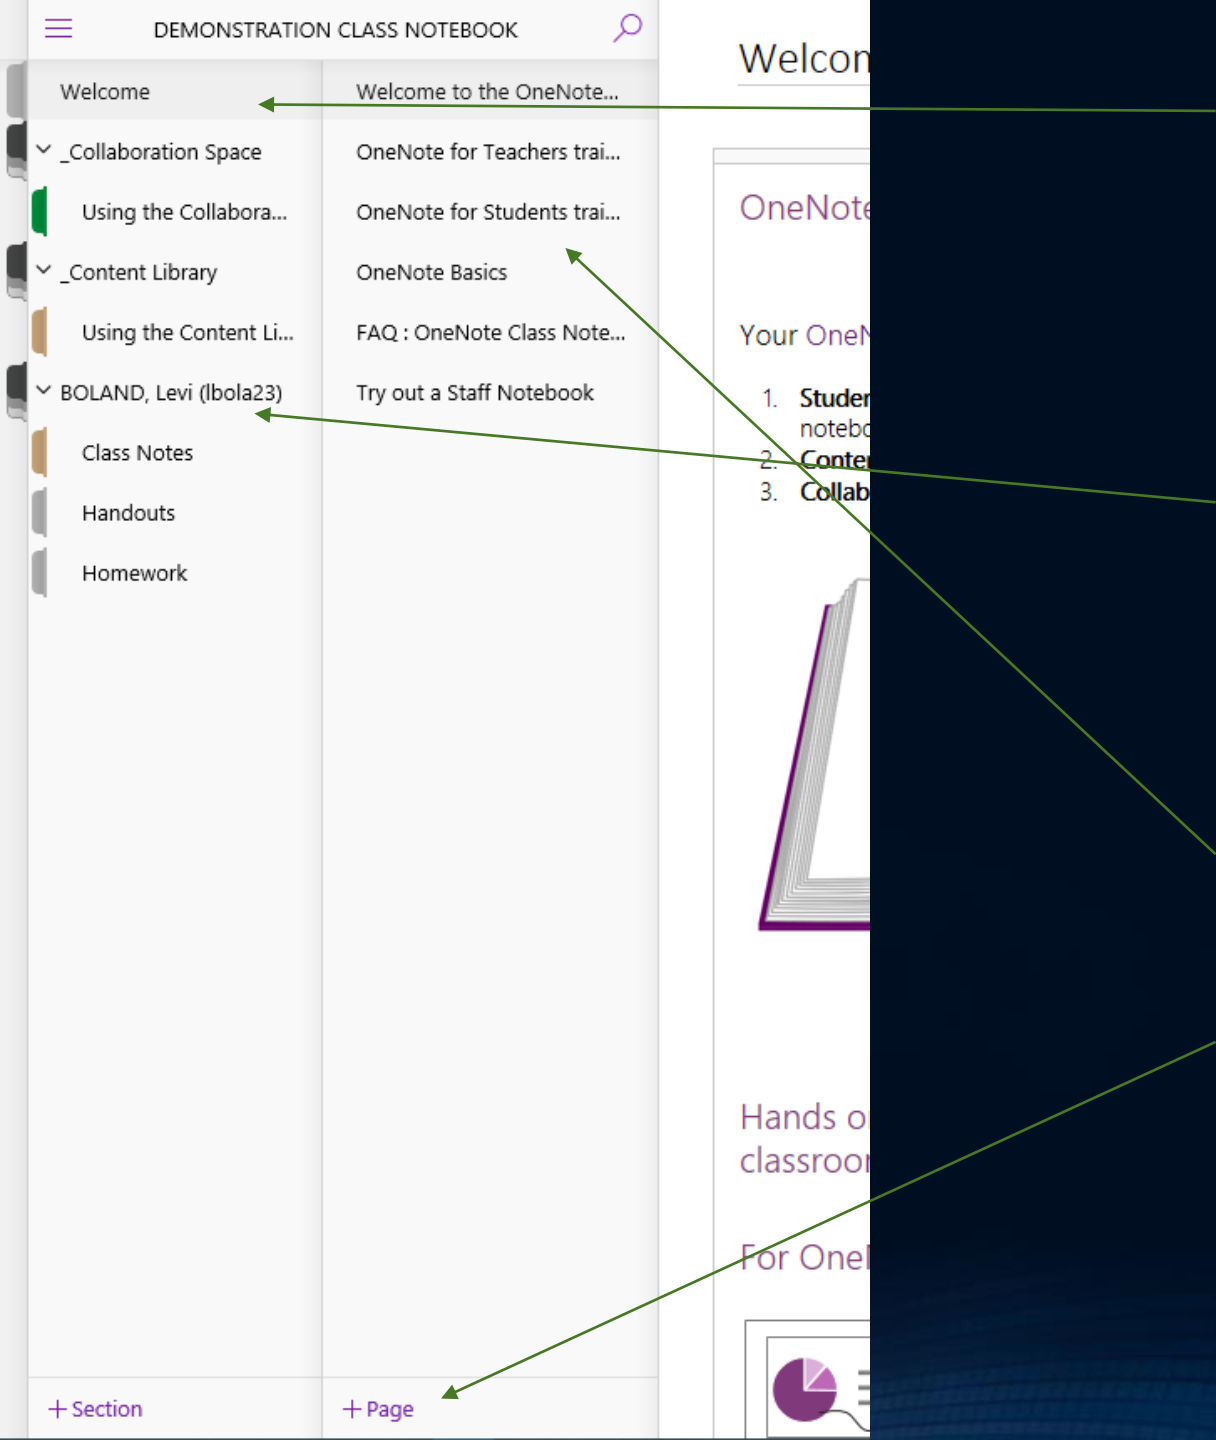 DEMONSTRATION CLASS NOTEBOOK
Welcome
_Collaboration Space
Using the Collabora...
_Content Library
Using the Content Li...
BOLAND, Levi (lbola23)
Class Notes
Handouts
Homework
+ Section
Welcome to the OneNote...
OneNote for Teachers trai...
OneNote for Students trai...
OneNote Basics
FAQ : OneNote Class Note...
Try out a Staff Notebook
+ Page
Welcom
OneNote
Your OneN
1. Studen
notebo
2. Conten
3. Collab
Hands o
classroo
For One